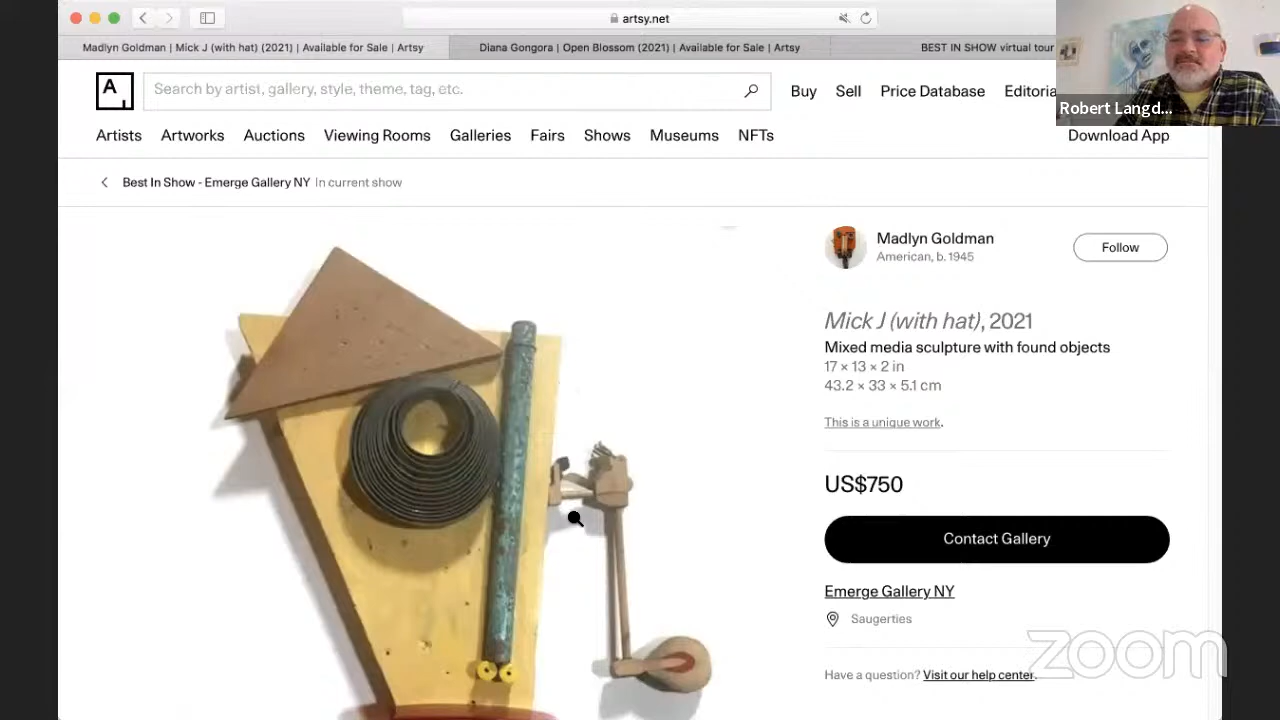 artsy.net
Madlyn Goldman | Mick J (with hat) (2021) | Available for Sale | Artsy
Diana Gongora | Open Blossom (2021) | Available for Sale | Artsy
BEST IN SHOW virtual tour
A
Search by artist, gallery, style, theme, tag, etc.
Buy
Sell
Price Database
Editoria
Robert Langd...
Artists
Artworks
Auctions
Viewing Rooms
Galleries
Fairs
Shows
Museums
NFTs
Download App
Best In Show - Emerge Gallery NY In current show
Madlyn Goldman
American, b. 1945
Follow
Mick J (with hat), 2021
Mixed media sculpture with found objects
17 × 13 × 2 in
43.2 × 33 × 5.1 cm
This is a unique work.
US$750
Contact Gallery
Emerge Gallery NY
Saugerties
Have a question? Visit our help center.
zoom